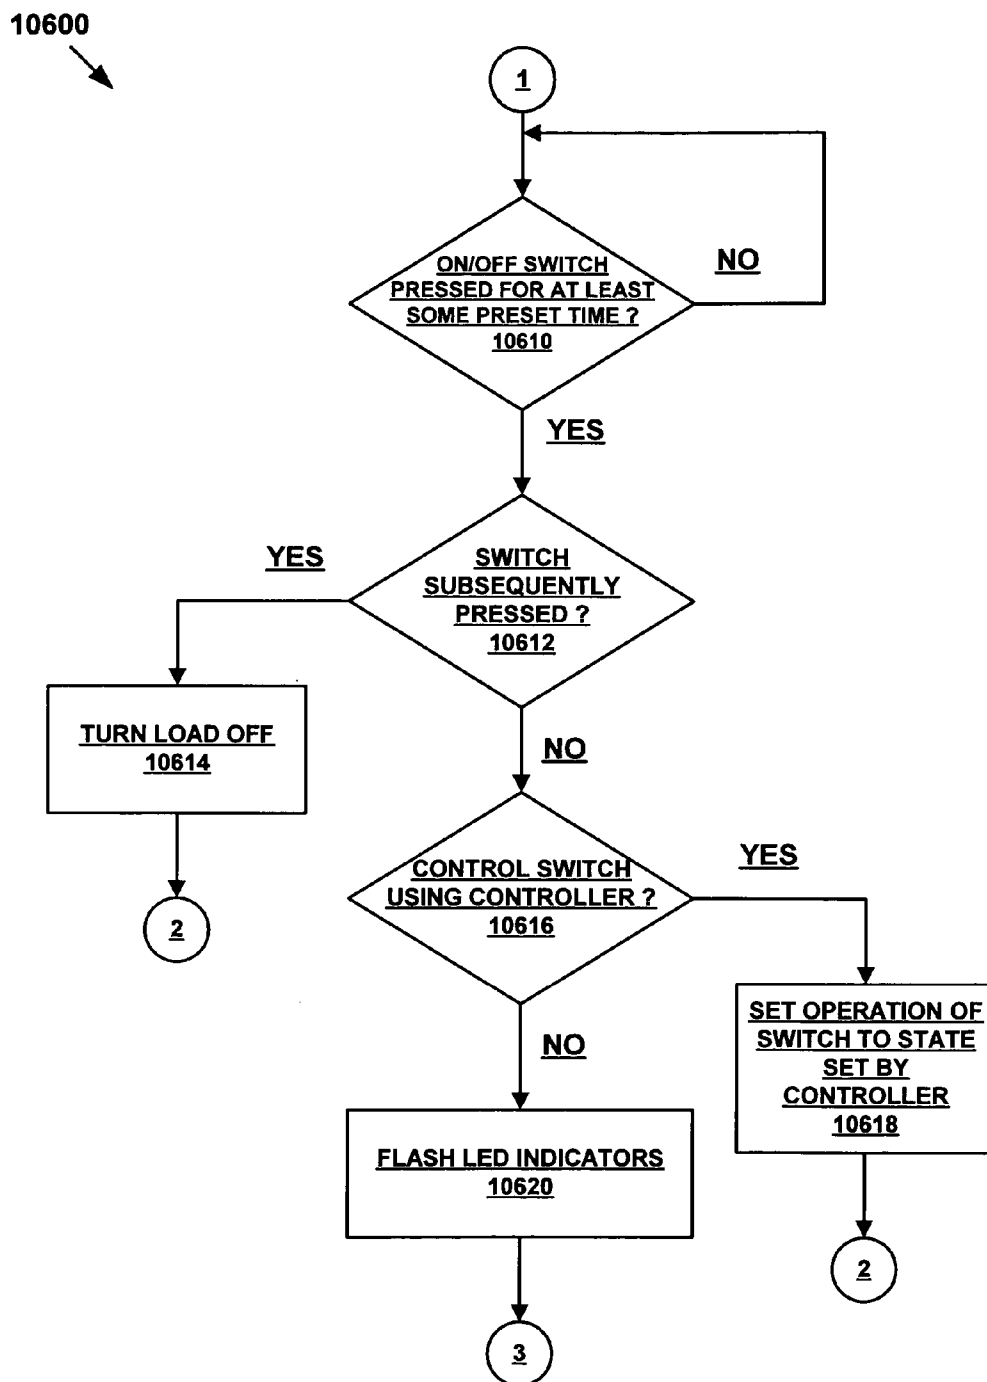 10600
1
ON/OFF SWITCH
PRESSED FOR AT LEAST
SOME PRESET TIME ?
10610
NO
YES
SWITCH
SUBSEQUENTLY
PRESSED ?
10612
YES
TURN LOAD OFF
10614
2
NO
CONTROL SWITCH
USING CONTROLLER ?
10616
YES
SET OPERATION OF
SWITCH TO STATE
SET BY
CONTROLLER
10618
2
NO
FLASH LED INDICATORS
10620
3